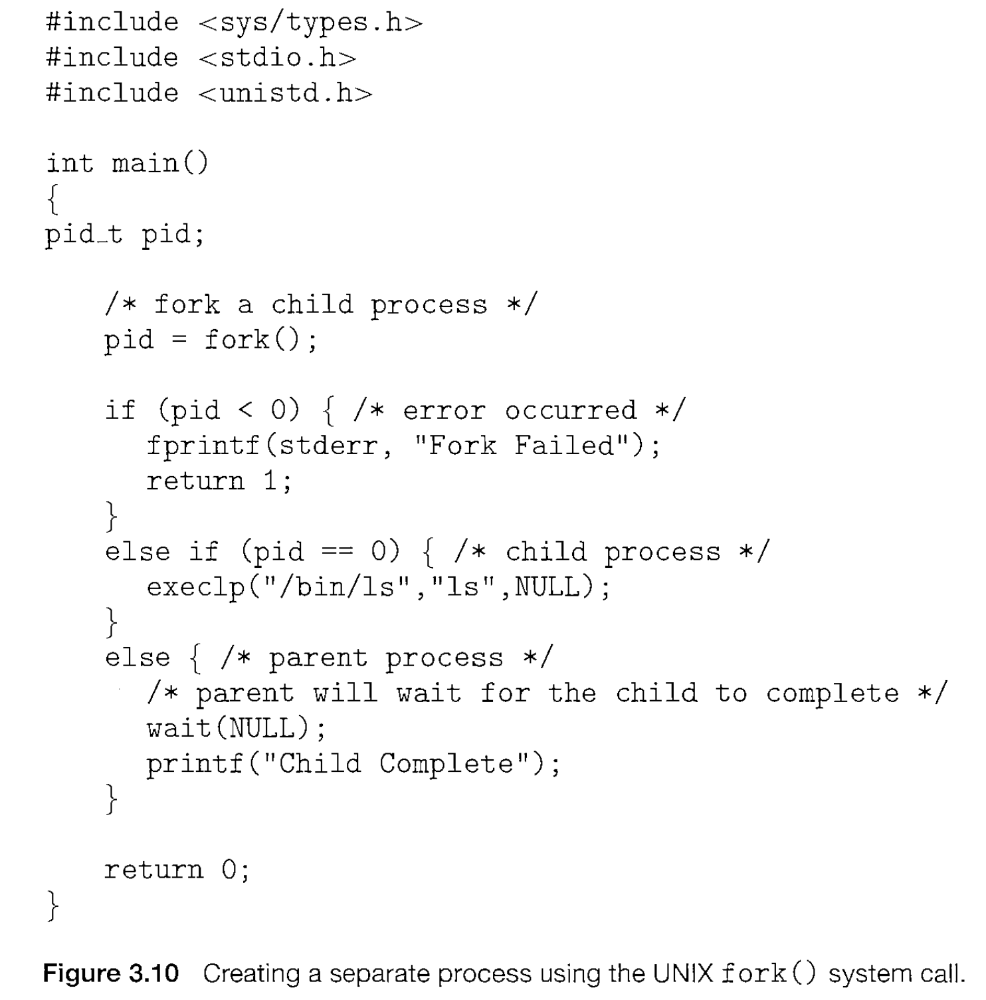 #include <sys/types.h>
#include <stdio.h>
#include <unistd.h>
int main()
{
pid_t pid;
/* fork a child process */
pid = fork();
if (pid < 0) { /* error occurred */
fprintf(stderr, "Fork Failed");
return 1;
}
else if (pid == 0) { /* child process */
execlp("/bin/ls","ls",NULL);
}
else { /* parent process */
/* parent will wait for the child to complete */
wait(NULL);
printf("Child Complete");
}
return 0;
}
Figure 3.10 Creating a separate process using the UNIX fork() system call.